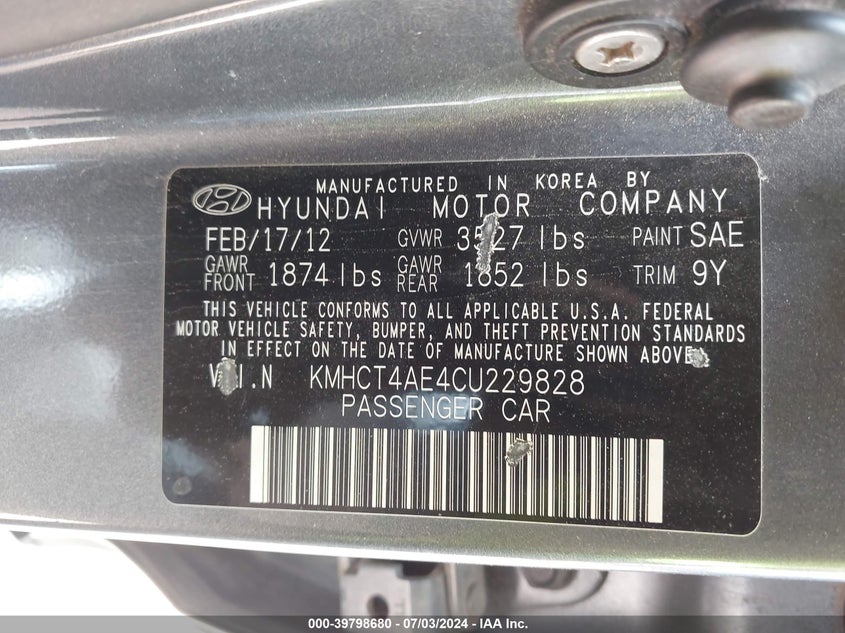 MANUFACTURED IN KOREA BY
HYUNDAI MOTOR COMPANY
FEB/17/12 GVWR 3527 lbs PAINT SAE
GAWR FRONT 1874 lbs GAWR REAR 1852 lbs TRIM 9Y
THIS VEHICLE CONFORMS TO ALL APPLICABLE U.S.A. FEDERAL
MOTOR VEHICLE SAFETY, BUMPER, AND THEFT PREVENTION STANDARDS
IN EFFECT ON THE DATE OF MANUFACTURE SHOWN ABOVE
V.I.N KMHCT4AE4CU229828
PASSENGER CAR
000-39798680 - 07/03/2024 - IAA Inc.